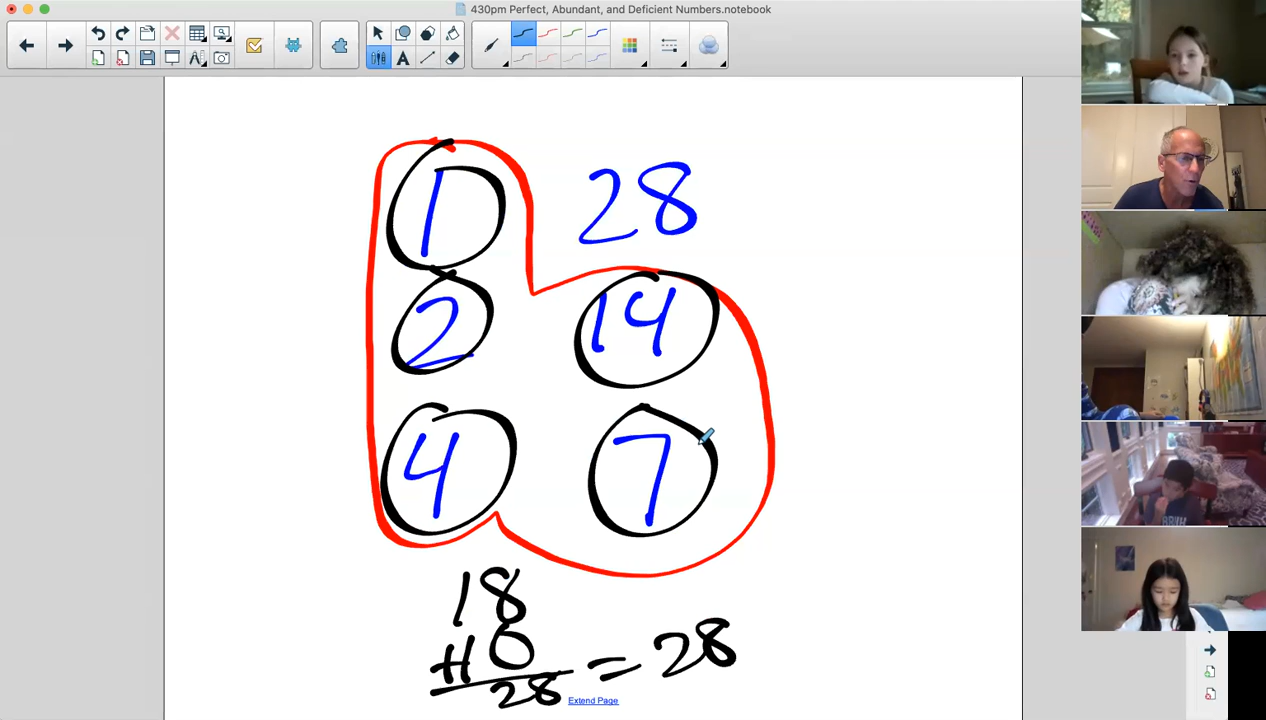 430pm Perfect, Abundant, and Deficient Numbers.notebook
A
1 28
2 14
4 7
18
+10
28 = 28
Extend Page
BRUH